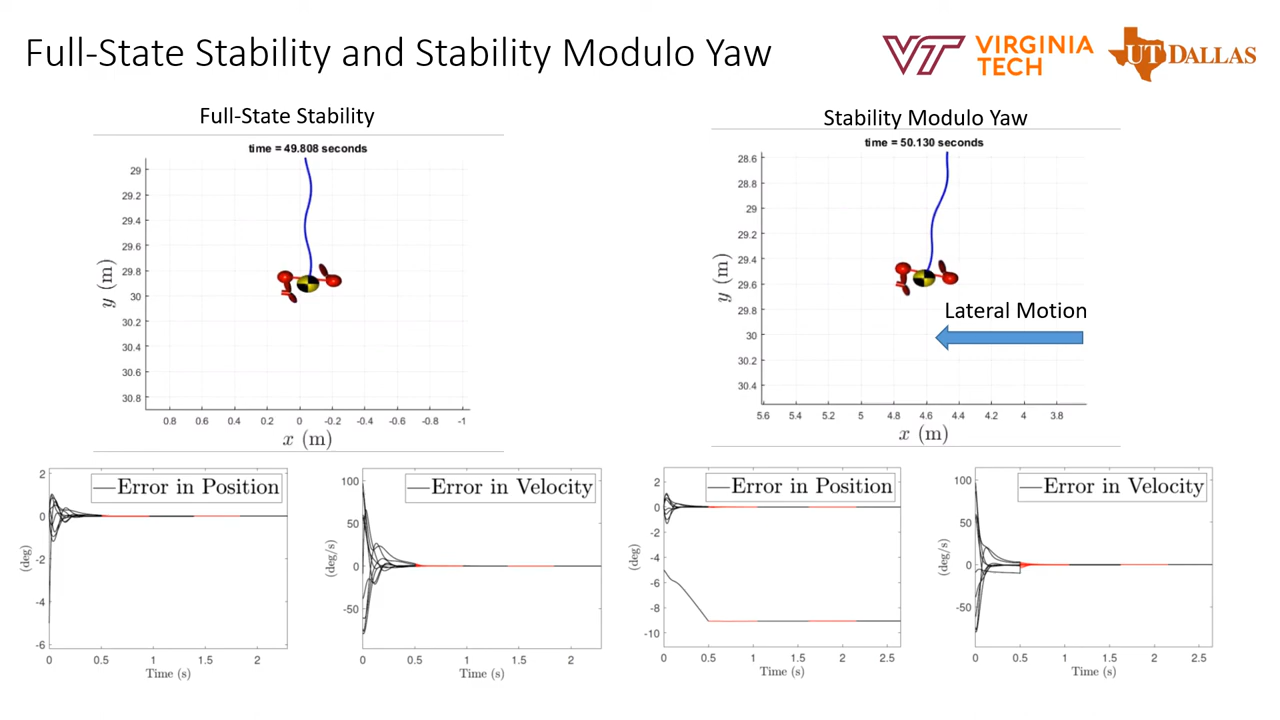 Full-State Stability and Stability Modulo Yaw
VT VIRGINIA
TECH
UT DALLAS
Full-State Stability
time = 49.808 seconds
29
29.2
29.4
29.6
29.8
30
30.2
30.4
30.6
30.8
y (m)
0.8 0.6 0.4 0.2 0 -0.2 -0.4 -0.6 -0.8 -1
x (m)
Stability Modulo Yaw
time = 50.130 seconds
28.6
28.8
29
29.2
29.4
29.6
29.8
30
30.2
30.4
y (m)
Lateral Motion
5.6 5.4 5.2 5 4.8 4.6 4.4 4.2 4 3.8
x (m)
Error in Position
2
0
-2
-4
-6
(deg)
0 0.5 1 1.5 2
Time (s)
Error in Velocity
100
50
0
-50
(deg/s)
0 0.5 1 1.5 2
Time (s)
Error in Position
2
0
-2
-4
-6
-8
-10
(deg)
0 0.5 1 1.5 2 2.5
Time (s)
Error in Velocity
100
50
0
-50
(deg/s)
0 0.5 1 1.5 2 2.5
Time (s)